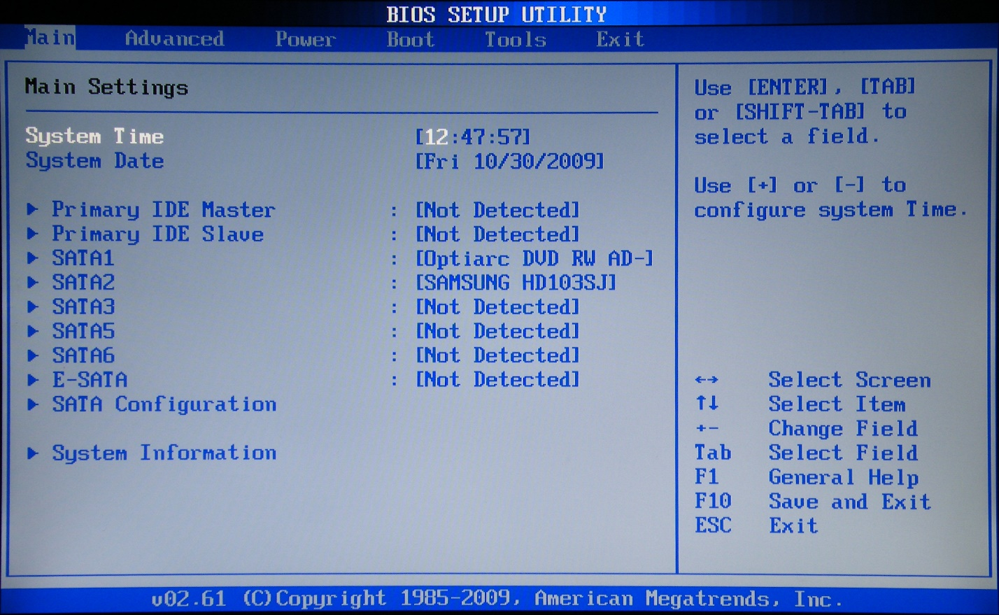 BIOS SETUP UTILITY
Main Advanced Power Boot Tools Exit
Main Settings
System Time [12:47:57]
System Date [Fri 10/30/2009]
▶ Primary IDE Master : [Not Detected]
▶ Primary IDE Slave : [Not Detected]
▶ SATA1 : [Optiarc DVD RW AD-]
▶ SATA2 : [SAMSUNG HD103SJ]
▶ SATA3 : [Not Detected]
▶ SATA5 : [Not Detected]
▶ SATA6 : [Not Detected]
▶ E-SATA : [Not Detected]
▶ SATA Configuration
▶ System Information
Use [ENTER], [TAB]
or [SHIFT-TAB] to
select a field.
Use [+] or [-] to
configure system Time.
←→ Select Screen
↑↓ Select Item
+- Change Field
Tab Select Field
F1 General Help
F10 Save and Exit
ESC Exit
v02.61 (C)Copyright 1985-2009, American Megatrends, Inc.